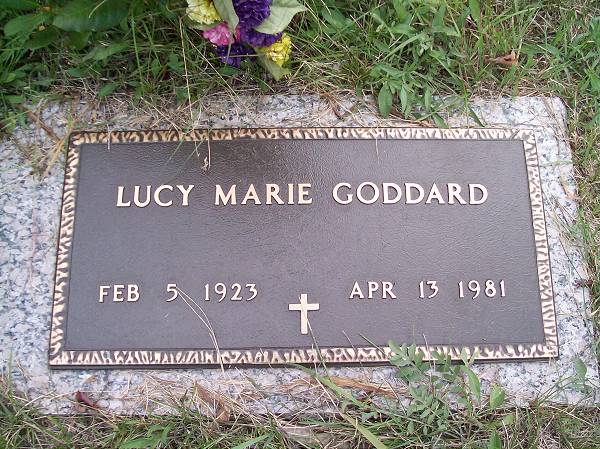 LUCY MARIE GODDARD
FEB 5 1923 APR 13 1981